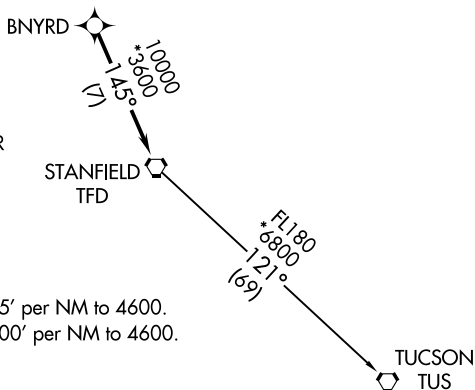 BNYRD
10000
*3600
145°
(7)
R
STANFIELD
TFD
FL180
*6800
121°
(69)
5' per NM to 4600.
00' per NM to 4600.
TUCSON
TUS